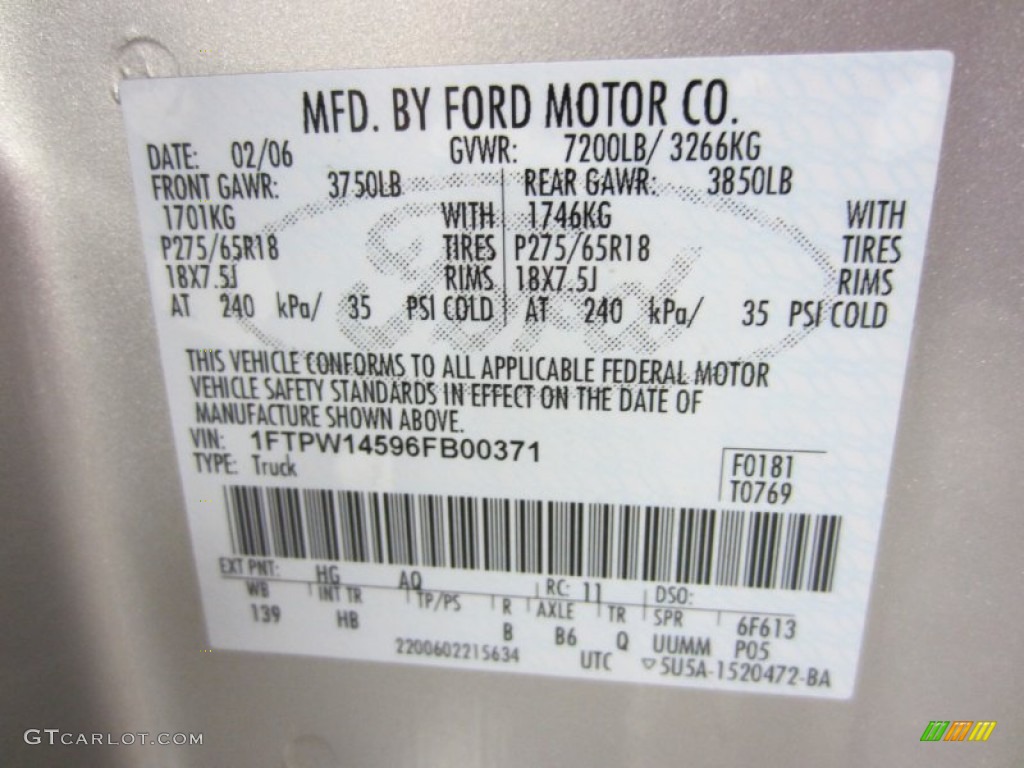 MFD. BY FORD MOTOR CO.
DATE: 02/06 GVWR: 7200LB/ 3266KG
FRONT GAWR: 3750LB REAR GAWR: 3850LB
1701KG WITH 1746KG WITH
P275/65R18 TIRES P275/65R18 TIRES
18X7.5J RIMS 18X7.5J RIMS
AT 240 kPa/ 35 PSI COLD AT 240 kPa/ 35 PSI COLD
Ford
THIS VEHICLE CONFORMS TO ALL APPLICABLE FEDERAL MOTOR
VEHICLE SAFETY STANDARDS IN EFFECT ON THE DATE OF
MANUFACTURE SHOWN ABOVE.
VIN: 1FTPW14596FB00371
TYPE: Truck
F0181
T0769
EXT PNT: HG AQ RC: 11 DSO:
WB INT TR TP/PS R AXLE TR SPR 6F613
139 HB B B6 Q UUMM P05
2200602215634 UTC ▽5U5A-1520472-BA
GTCARLOT.COM